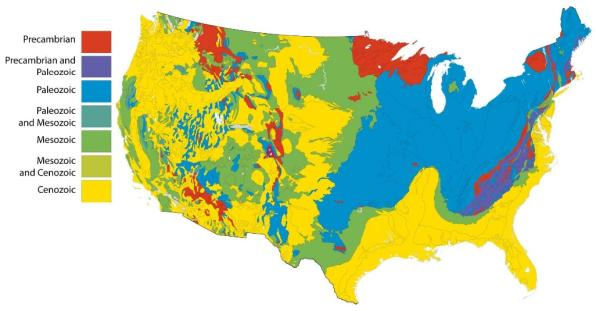 Precambrian
Precambrian and
Paleozoic
Paleozoic
Paleozoic
and Mesozoic
Mesozoic
Mesozoic
and Cenozoic
Cenozoic